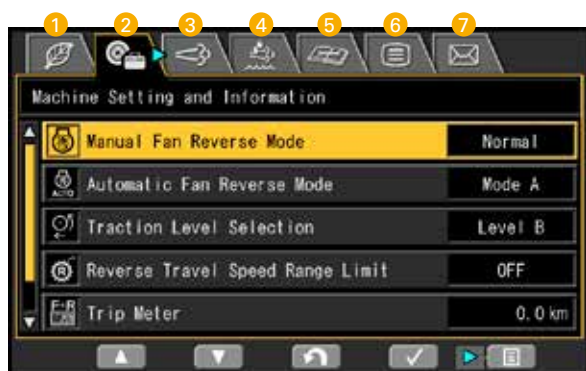 1 2 3 4 5 6 7
Machine Setting and Information
Manual Fan Reverse Mode Normal
AUTO Automatic Fan Reverse Mode Mode A
Traction Level Selection Level B
R Reverse Travel Speed Range Limit OFF
F-R Trip Meter 0.0 km